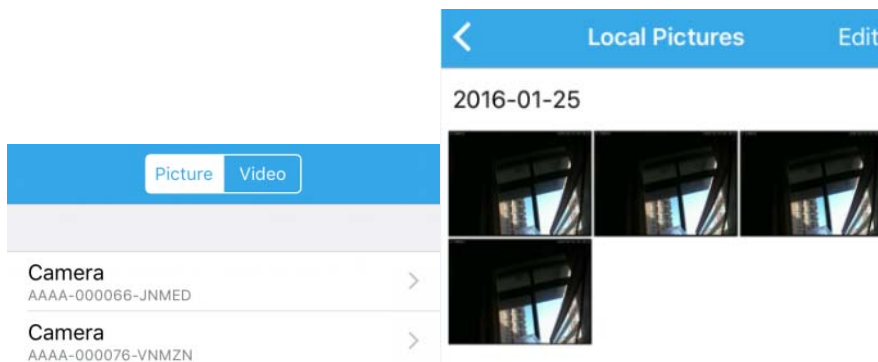 Picture Video
Camera
AAAA-000066-JNMED
Camera
AAAA-000076-VNMZN
Local Pictures Edit
2016-01-25